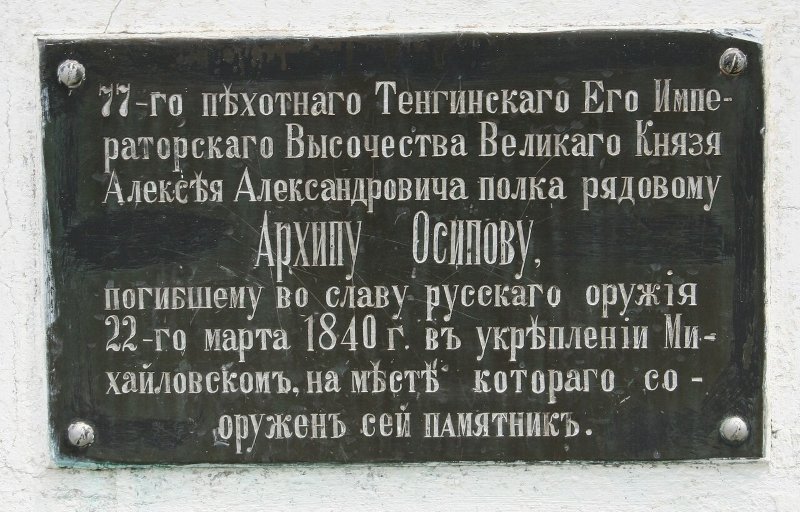 77-го пѣхотнаго Тенгинскаго Его Импе-
раторскаго Высочества Великаго Князя
Алексѣя Александровича полка рядовому
Архипу Осипову,
погибшему во славу русскаго оружія
22-го марта 1840 г. въ укрѣпленіи Ми-
хайловскомъ, на мѣстѣ котораго со-
оруженъ сей памятникъ.